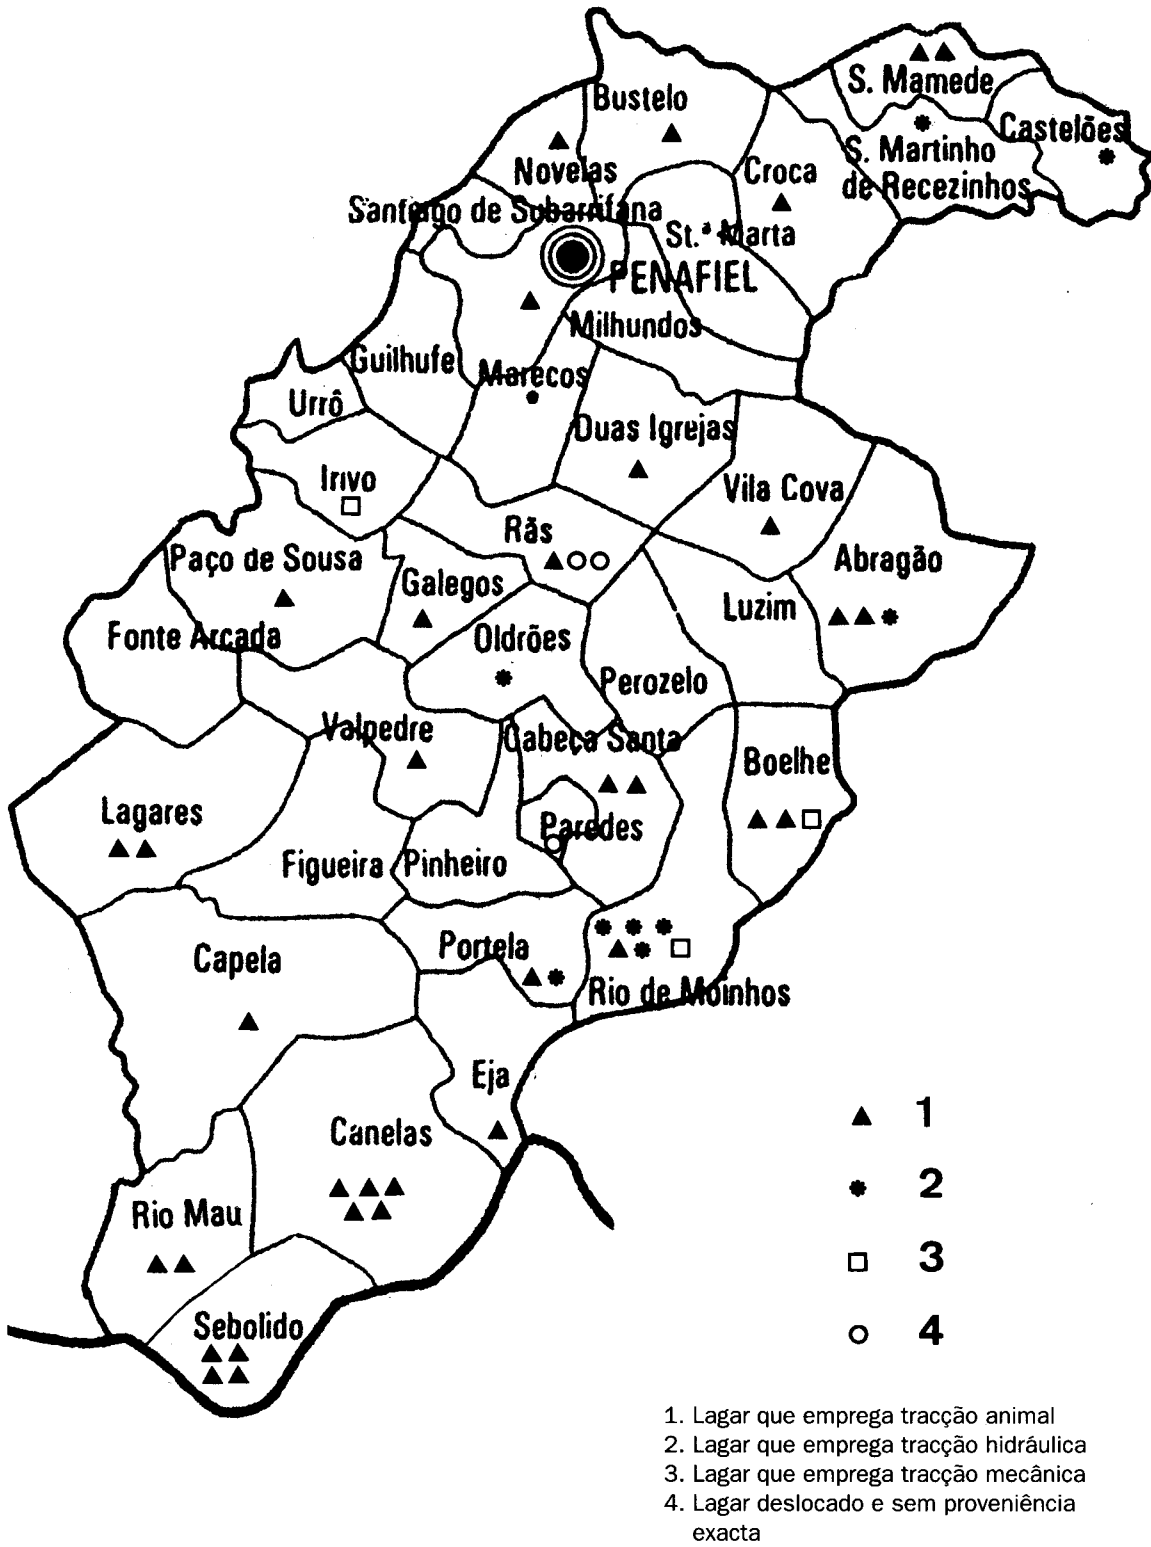 S. Mamede
Bustelo
Castelões
S. Martinho
de Recezinhos
Novelas
Croca
Santiago de Subarrifana
St.ª Marta
PENAFIEL
Milhundos
Guilhufe
Marecos
Urrô
Duas Igrejas
Irivo
Vila Cova
Rãs
Paço de Sousa
Abragão
Galegos
Luzim
Fonte Arcada
Oldrões
Perozelo
Valpedre
Cabeça Santa
Boelhe
Lagares
Paredes
Figueira
Pinheiro
Portela
Capela
Rio de Moinhos
Eja
Canelas
Rio Mau
Sebolido
1
2
3
4
1. Lagar que emprega tracção animal
2. Lagar que emprega tracção hidráulica
3. Lagar que emprega tracção mecânica
4. Lagar deslocado e sem proveniência
exacta